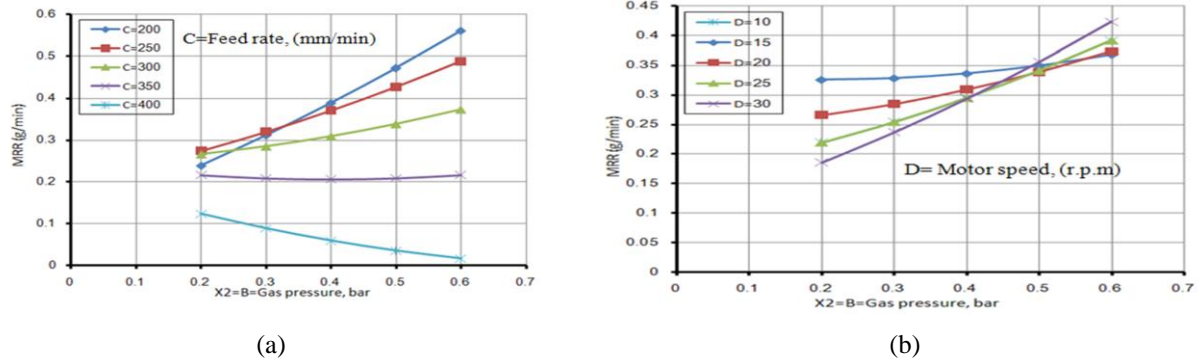 0.6
0.5
0.4
0.3
0.2
0.1
0
MRR(g/min)
C=200
C=250
C=300
C=350
C=400
C=Feed rate, (mm/min)
0 0.1 0.2 0.3 0.4 0.5 0.6 0.7
X2=B=Gas pressure, bar
(a)
0.45
0.4
0.35
0.3
0.25
0.2
0.15
0.1
0.05
0
MRR(g/min)
D=10
D=15
D=20
D=25
D=30
D= Motor speed, (r.p.m)
0 0.1 0.2 0.3 0.4 0.5 0.6 0.7
X2=B=Gas pressure, bar
(b)